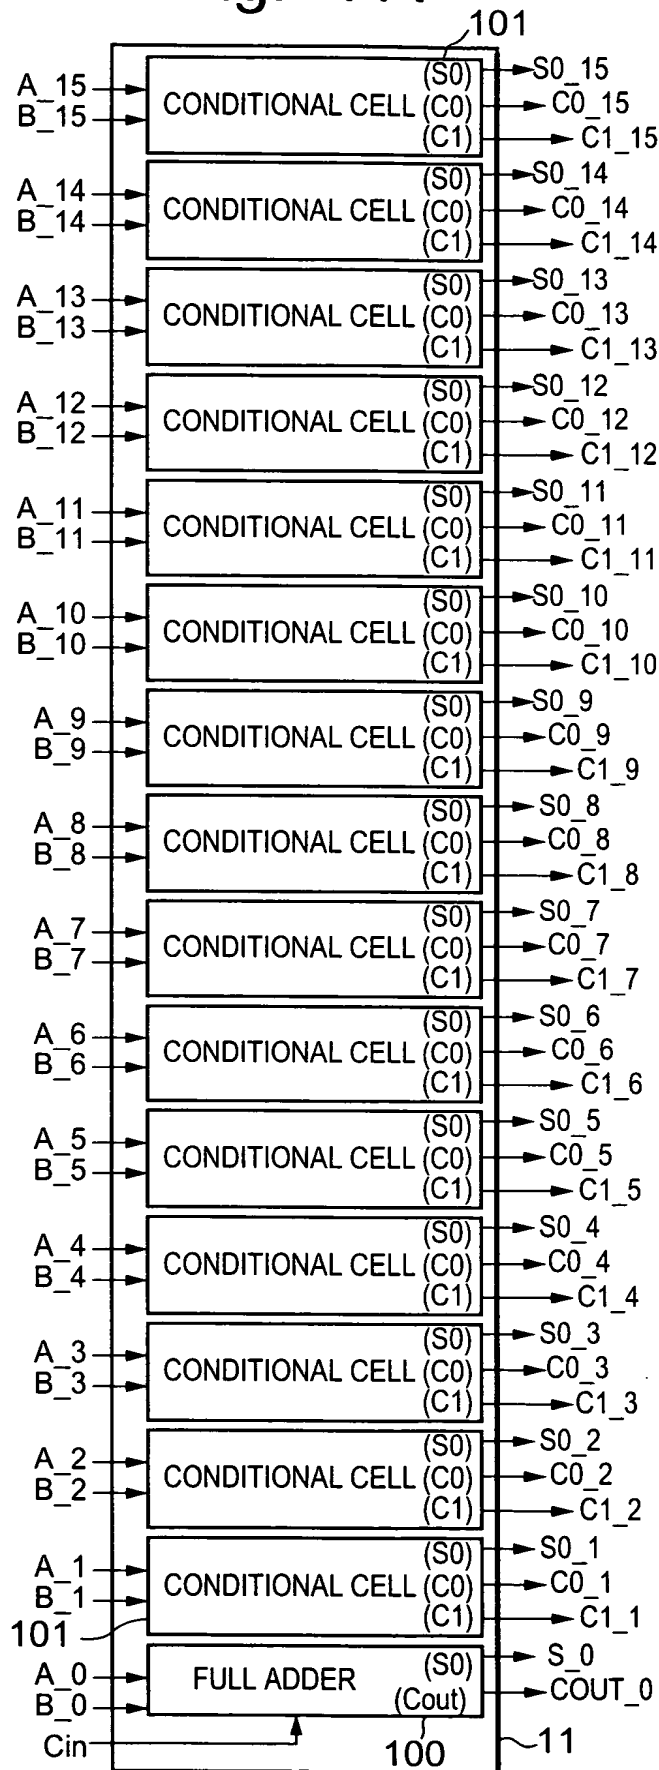 101
A_15 B_15 CONDITIONAL CELL (S0) (C0) (C1) S0_15 C0_15 C1_15
A_14 B_14 CONDITIONAL CELL (S0) (C0) (C1) S0_14 C0_14 C1_14
A_13 B_13 CONDITIONAL CELL (S0) (C0) (C1) S0_13 C0_13 C1_13
A_12 B_12 CONDITIONAL CELL (S0) (C0) (C1) S0_12 C0_12 C1_12
A_11 B_11 CONDITIONAL CELL (S0) (C0) (C1) S0_11 C0_11 C1_11
A_10 B_10 CONDITIONAL CELL (S0) (C0) (C1) S0_10 C0_10 C1_10
A_9 B_9 CONDITIONAL CELL (S0) (C0) (C1) S0_9 C0_9 C1_9
A_8 B_8 CONDITIONAL CELL (S0) (C0) (C1) S0_8 C0_8 C1_8
A_7 B_7 CONDITIONAL CELL (S0) (C0) (C1) S0_7 C0_7 C1_7
A_6 B_6 CONDITIONAL CELL (S0) (C0) (C1) S0_6 C0_6 C1_6
A_5 B_5 CONDITIONAL CELL (S0) (C0) (C1) S0_5 C0_5 C1_5
A_4 B_4 CONDITIONAL CELL (S0) (C0) (C1) S0_4 C0_4 C1_4
A_3 B_3 CONDITIONAL CELL (S0) (C0) (C1) S0_3 C0_3 C1_3
A_2 B_2 CONDITIONAL CELL (S0) (C0) (C1) S0_2 C0_2 C1_2
A_1 B_1 CONDITIONAL CELL (S0) (C0) (C1) S0_1 C0_1 C1_1
101
A_0 B_0 FULL ADDER (S0) (Cout) S_0 COUT_0
Cin 100 11